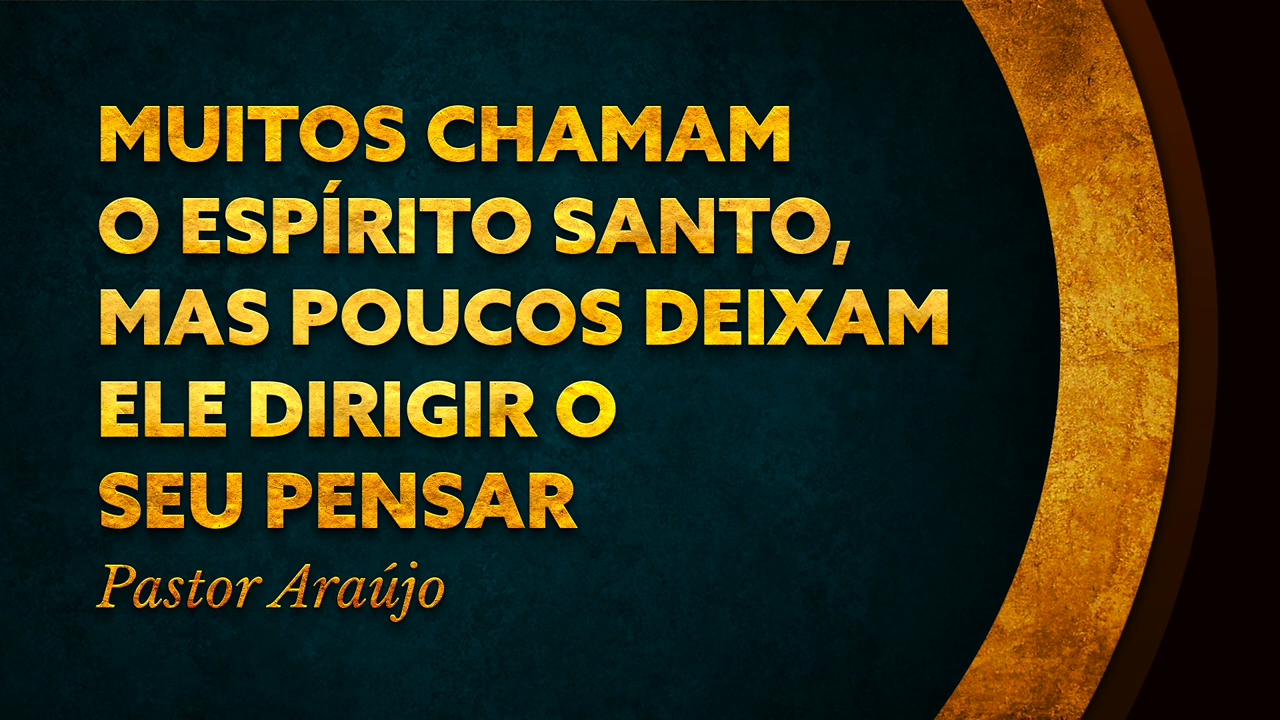 MUITOS CHAMAM
O ESPÍRITO SANTO,
MAS POUCOS DEIXAM
ELE DIRIGIR O
SEU PENSAR
Pastor Araújo